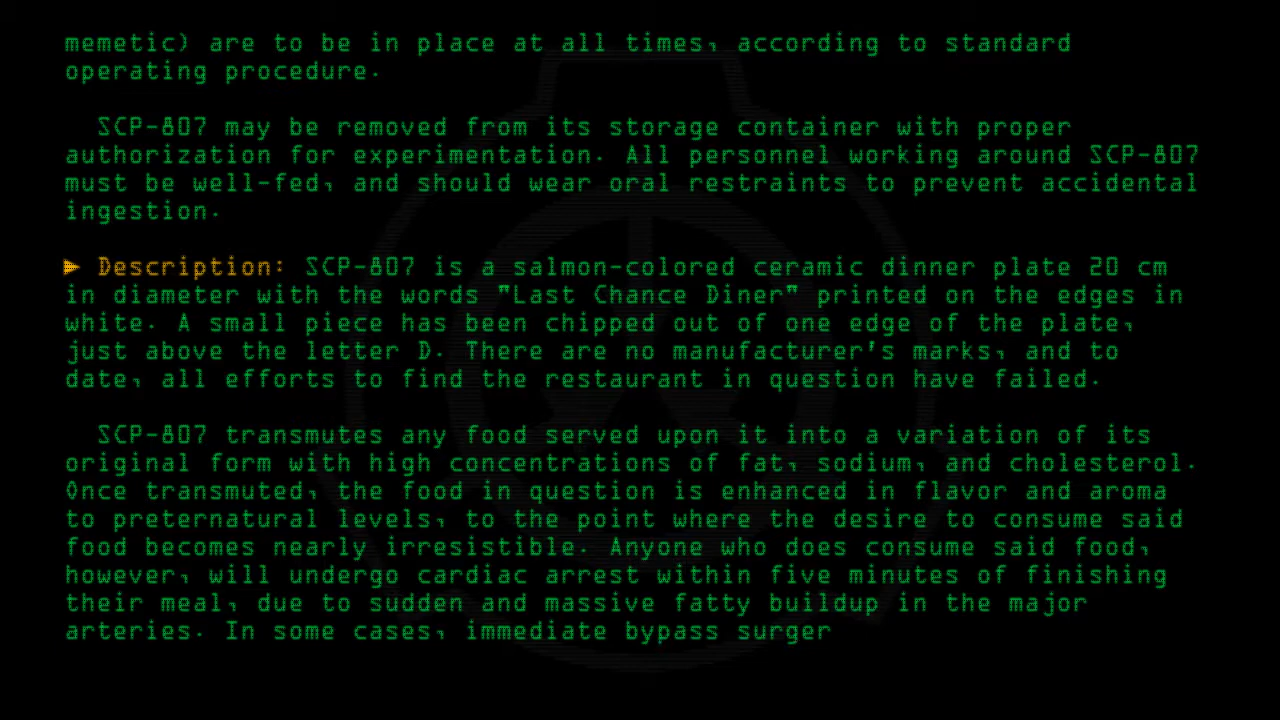 memetic) are to be in place at all times, according to standard
operating procedure.
SCP-807 may be removed from its storage container with proper
authorization for experimentation. All personnel working around SCP-807
must be well-fed, and should wear oral restraints to prevent accidental
ingestion.
► Description: SCP-807 is a salmon-colored ceramic dinner plate 20 cm
in diameter with the words "Last Chance Diner" printed on the edges in
white. A small piece has been chipped out of one edge of the plate,
just above the letter D. There are no manufacturer's marks, and to
date, all efforts to find the restaurant in question have failed.
SCP-807 transmutes any food served upon it into a variation of its
original form with high concentrations of fat, sodium, and cholesterol.
Once transmuted, the food in question is enhanced in flavor and aroma
to preternatural levels, to the point where the desire to consume said
food becomes nearly irresistible. Anyone who does consume said food,
however, will undergo cardiac arrest within five minutes of finishing
their meal, due to sudden and massive fatty buildup in the major
arteries. In some cases, immediate bypass surger